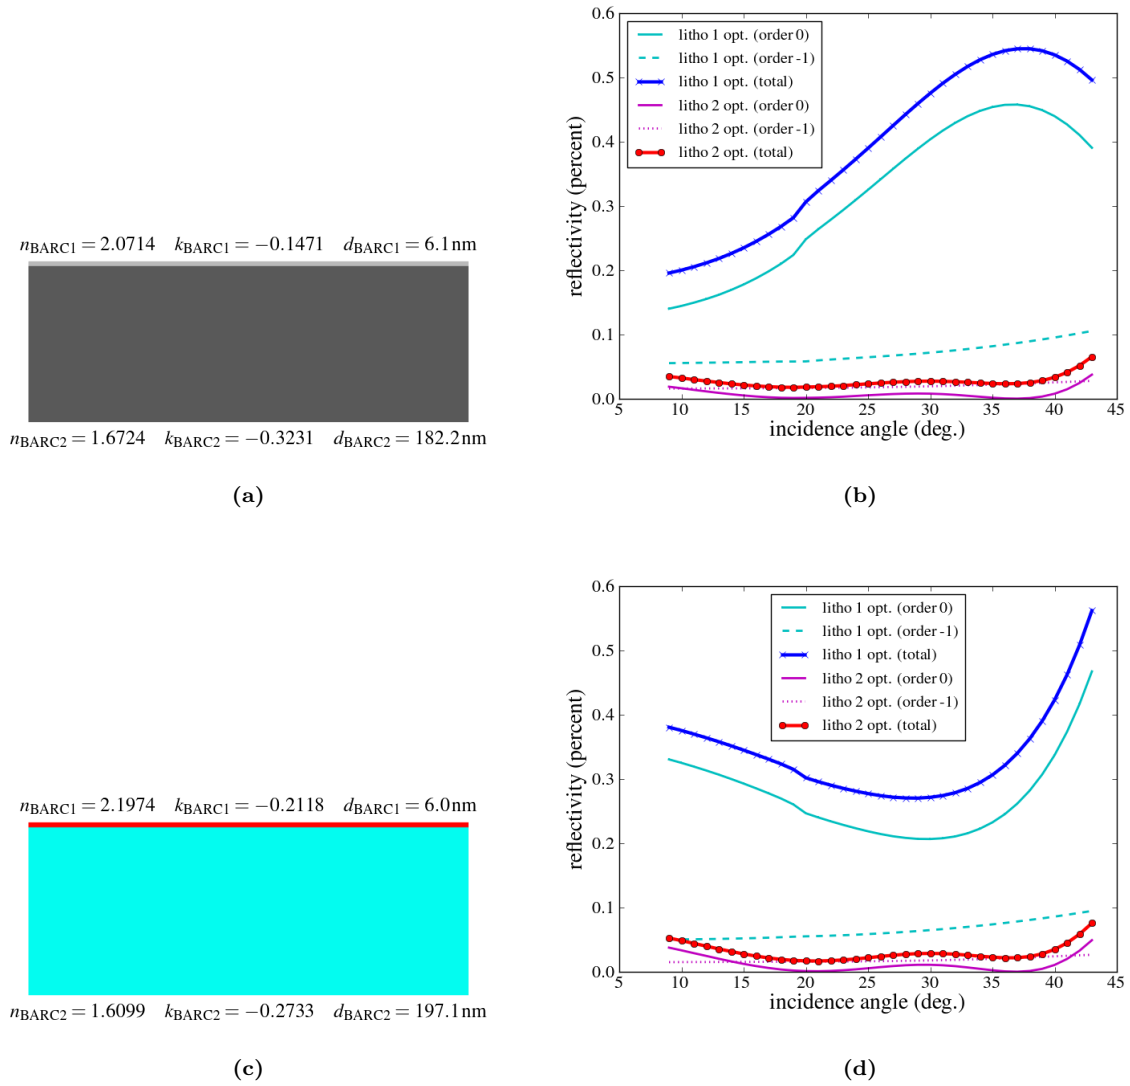 n_BARC1 = 2.0714 k_BARC1 = −0.1471 d_BARC1 = 6.1 nm
n_BARC2 = 1.6724 k_BARC2 = −0.3231 d_BARC2 = 182.2 nm
(a)
0.6
0.5
0.4
0.3
0.2
0.1
0.0
reflectivity (percent)
litho 1 opt. (order 0)
litho 1 opt. (order -1)
litho 1 opt. (total)
litho 2 opt. (order 0)
litho 2 opt. (order -1)
litho 2 opt. (total)
5 10 15 20 25 30 35 40 45
incidence angle (deg.)
(b)
n_BARC1 = 2.1974 k_BARC1 = −0.2118 d_BARC1 = 6.0 nm
n_BARC2 = 1.6099 k_BARC2 = −0.2733 d_BARC2 = 197.1 nm
(c)
0.6
0.5
0.4
0.3
0.2
0.1
0.0
reflectivity (percent)
litho 1 opt. (order 0)
litho 1 opt. (order -1)
litho 1 opt. (total)
litho 2 opt. (order 0)
litho 2 opt. (order -1)
litho 2 opt. (total)
5 10 15 20 25 30 35 40 45
incidence angle (deg.)
(d)